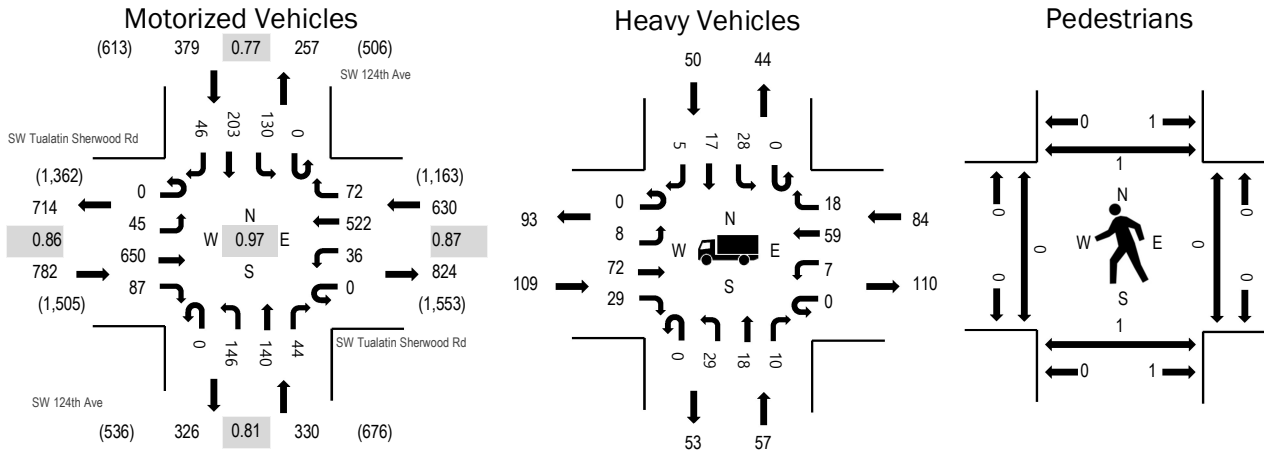 Motorized Vehicles
Heavy Vehicles
Pedestrians
(613) 379 0.77 257 (506)
SW 124th Ave
SW Tualatin Sherwood Rd
46 203 130 0
(1,362)
714
0.86
782
(1,505)
0
45
650
87
N
W 0.97 E
S
72
522
36
0
(1,163)
630
0.87
824
(1,553)
0 146 140 44
SW Tualatin Sherwood Rd
SW 124th Ave
(536) 326 0.81 330 (676)
50 44
5 17 28 0
93
109
0
8
72
29
N
W E
S
18
59
7
0
84
110
0 29 18 10
53 57
0 1
1
0
0
0
N
W E
S
0
0
0
1
0 1